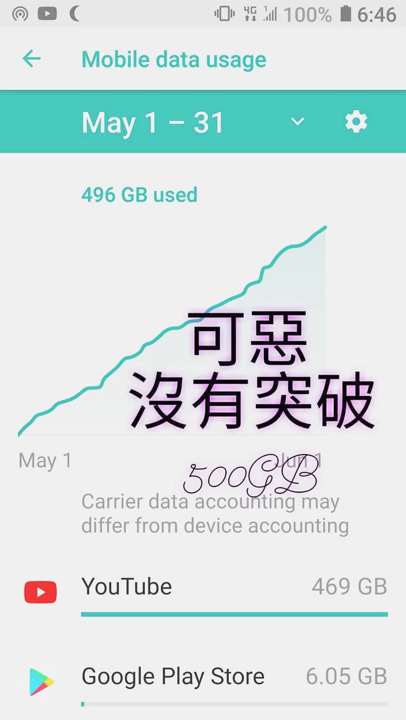 4G
100%
6:46
Mobile data usage
May 1 – 31
496 GB used
可惡
沒有突破
500GB
May 1
Jun 1
Carrier data accounting may
differ from device accounting
YouTube
469 GB
Google Play Store
6.05 GB